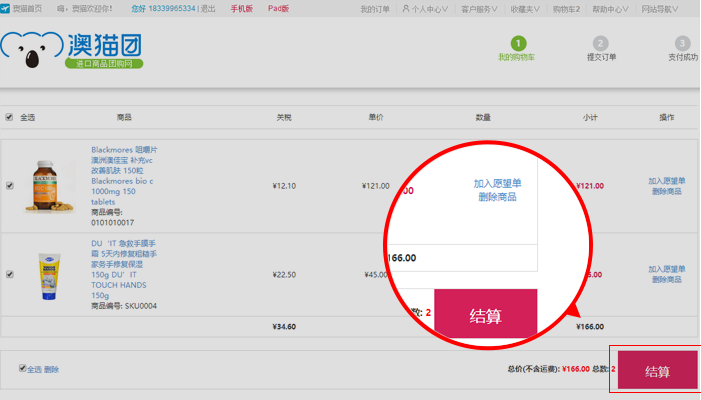 澳猫首页 嗨，澳猫欢迎你! 您好 18339965334 | 退出 手机版 Pad版 我的订单 个人中心 客户服务 收藏夹 购物车2 帮助中心 网站导航
澳猫团
进口商品团购网
1 2 3
我的购物车 提交订单 支付成功
全选 商品 关税 单价 数量 小计 操作
Blackmores 咀嚼片
澳洲澳佳宝 补充vc
改善肌肤 150粒
Blackmores bio c
1000mg 150
tablets
商品编号:
0101010017
¥12.10 ¥121.00 ¥121.00 加入愿望单
删除商品
DU‘IT 急救手膜手
霜 5天内修复粗糙手
家务手修复保湿
150g DU’IT
TOUCH HANDS
150g
商品编号: SKU0004
¥22.50 ¥45.00 加入愿望单
删除商品
¥34.60 ¥166.00
加入愿望单
删除商品
166.00
数: 2 结算
全选 删除 总价(不含运费): ¥166.00 总数: 2 结算